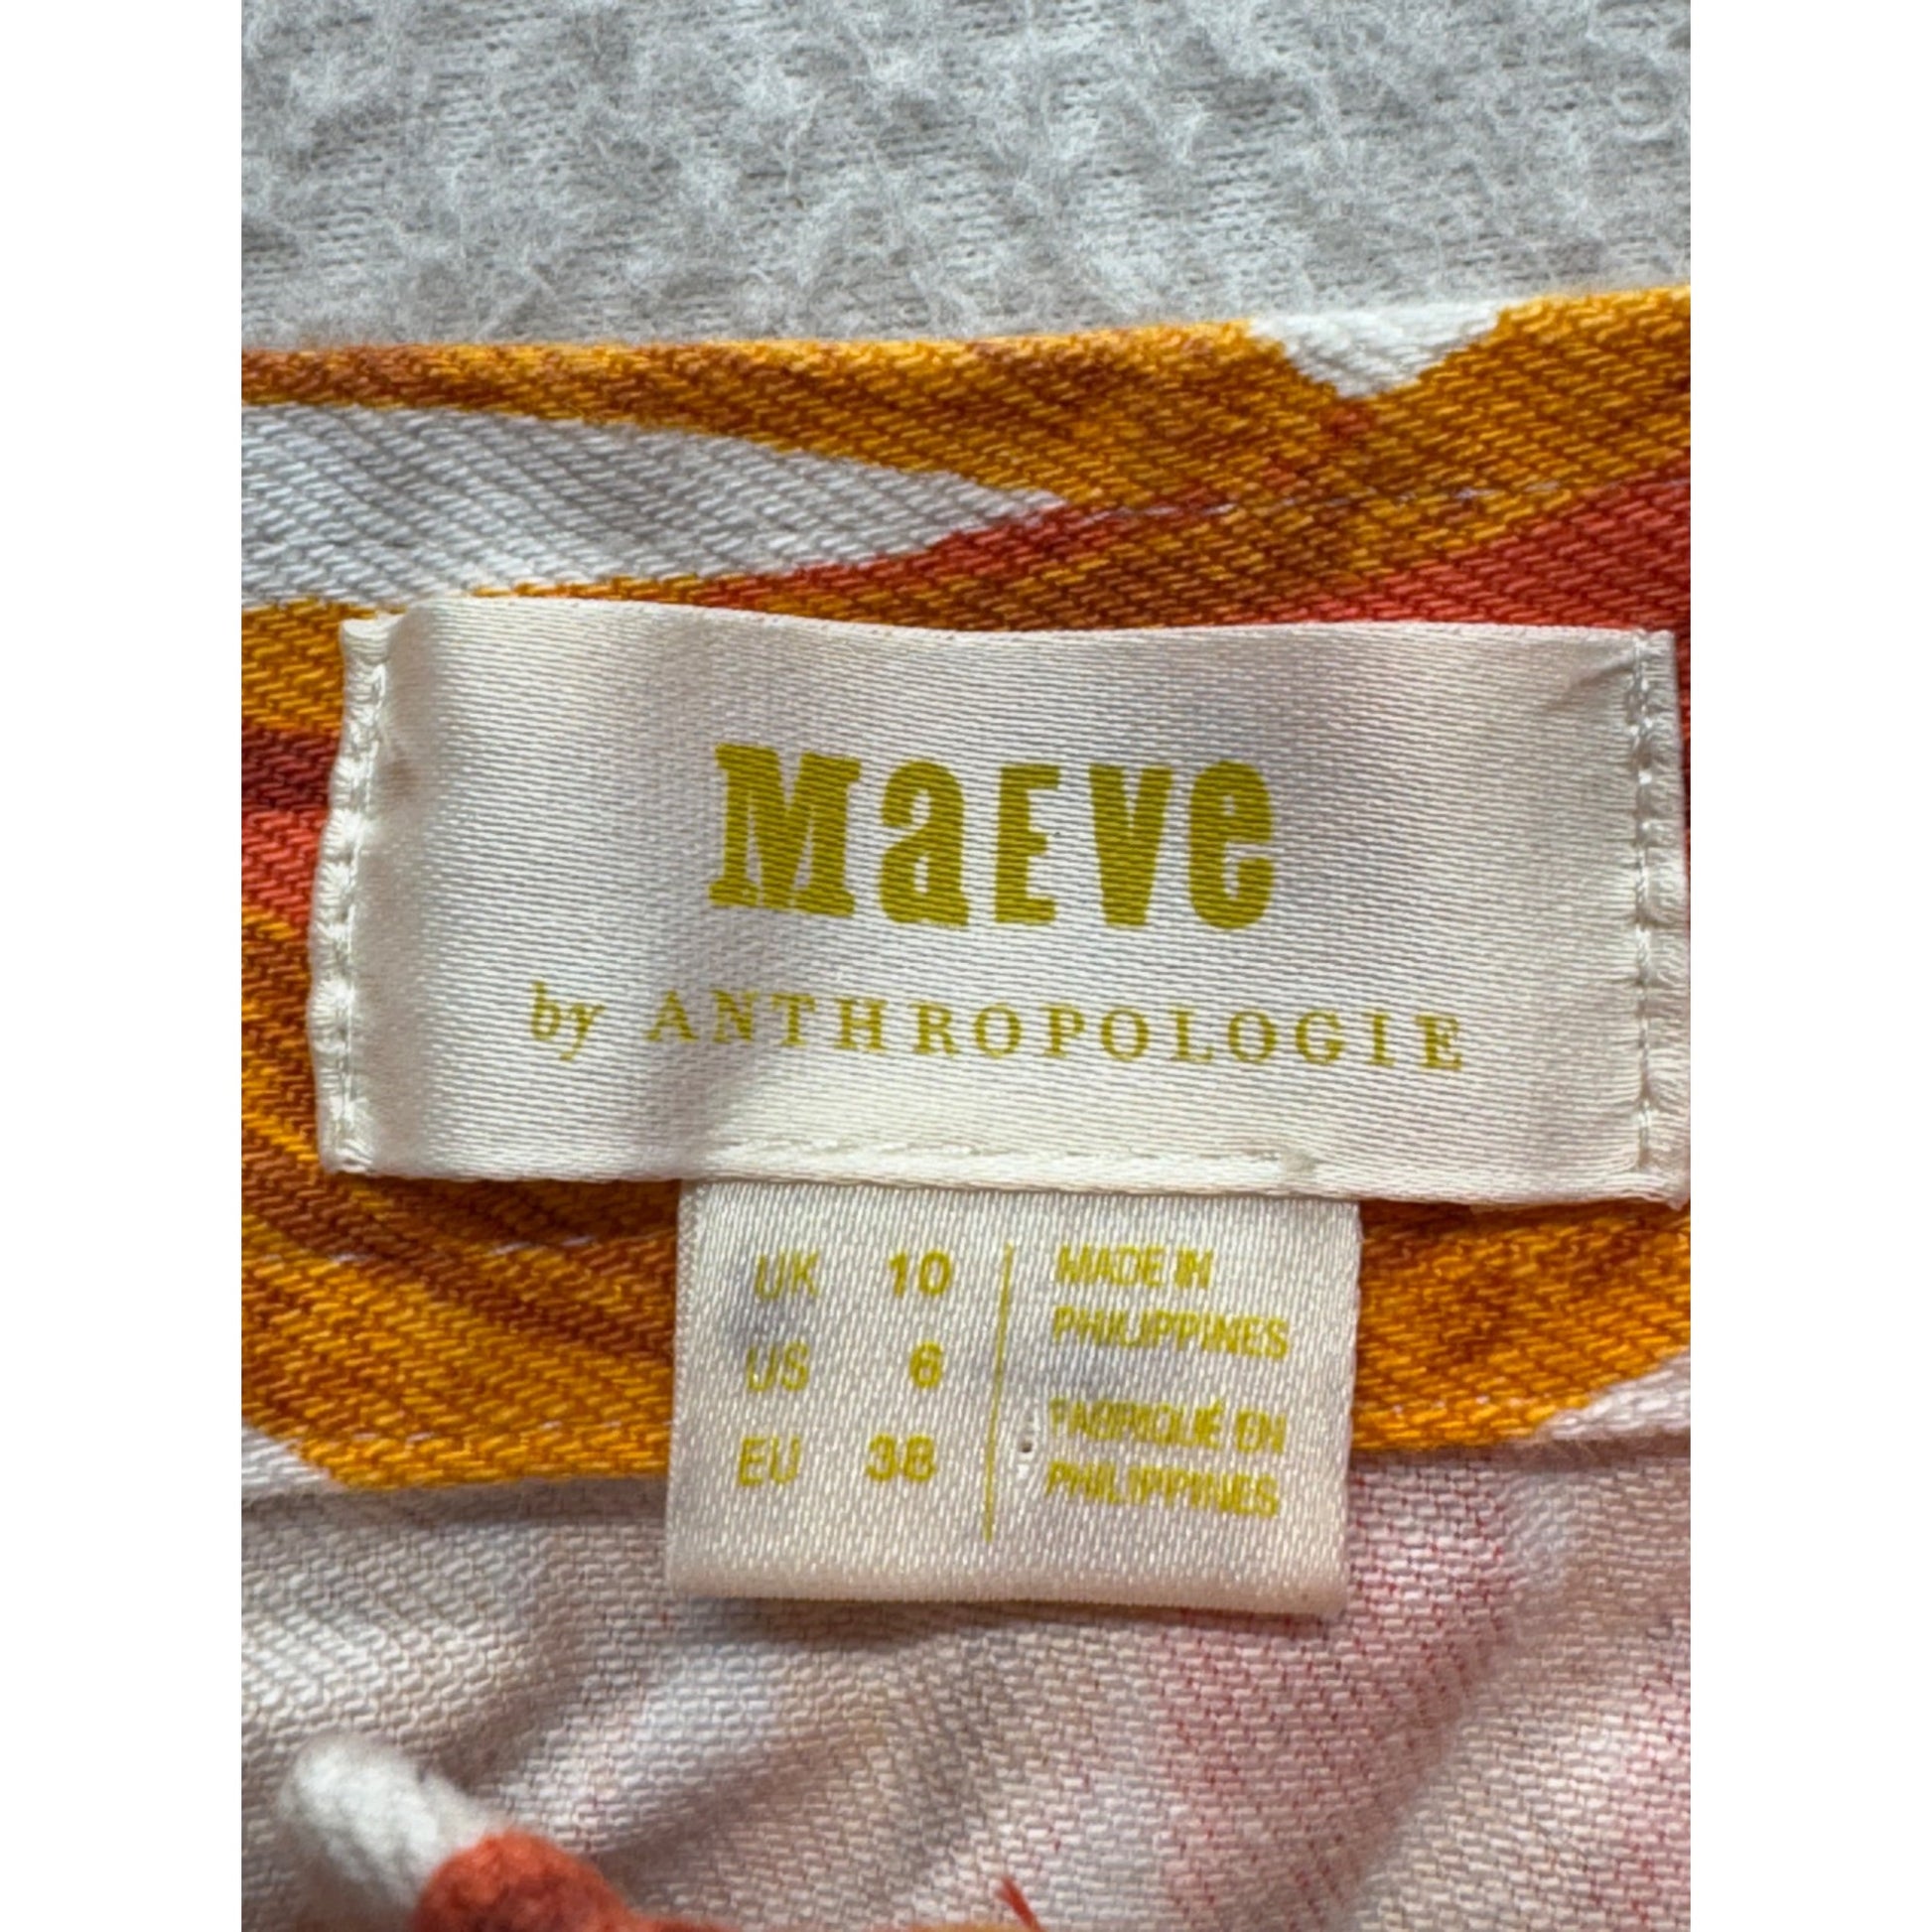 Maeve
by ANTHROPOLOGIE
UK 10
US 6
EU 38
MADE IN
PHILIPPINES
FABRIQUÉ EN
PHILIPPINES